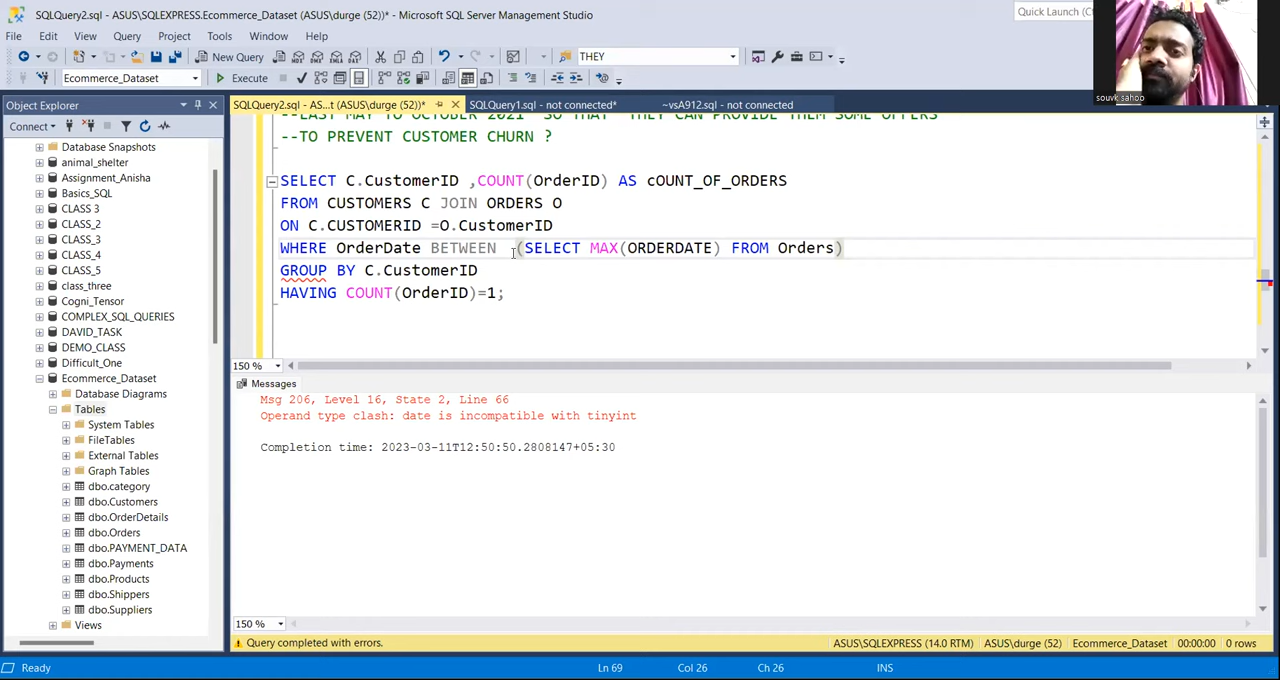 SQLQuery2.sql - ASUS\SQLEXPRESS.Ecommerce_Dataset (ASUS\durge (52))* - Microsoft SQL Server Management Studio
Quick Launch (Ct
File Edit View Query Project Tools Window Help
New Query
THEY
Ecommerce_Dataset
Execute
souvk sahoo
Object Explorer
SQLQuery2.sql - AS...t (ASUS\durge (52))*
SQLQuery1.sql - not connected*
~vsA912.sql - not connected
Connect
--LAST MAY TO OCTOBER 2021 SO THAT THEY CAN PROVIDE THEM SOME OFFERS
--TO PREVENT CUSTOMER CHURN ?
SELECT C.CustomerID ,COUNT(OrderID) AS cOUNT_OF_ORDERS
FROM CUSTOMERS C JOIN ORDERS O
ON C.CUSTOMERID =O.CustomerID
WHERE OrderDate BETWEEN (SELECT MAX(ORDERDATE) FROM Orders)
GROUP BY C.CustomerID
HAVING COUNT(OrderID)=1;
Database Snapshots
animal_shelter
Assignment_Anisha
Basics_SQL
CLASS 3
CLASS_2
CLASS_3
CLASS_4
CLASS_5
class_three
Cogni_Tensor
COMPLEX_SQL_QUERIES
DAVID_TASK
DEMO_CLASS
Difficult_One
Ecommerce_Dataset
Database Diagrams
Tables
System Tables
FileTables
External Tables
Graph Tables
dbo.category
dbo.Customers
dbo.OrderDetails
dbo.Orders
dbo.PAYMENT_DATA
dbo.Payments
dbo.Products
dbo.Shippers
dbo.Suppliers
Views
150 %
Messages
Msg 206, Level 16, State 2, Line 66
Operand type clash: date is incompatible with tinyint
Completion time: 2023-03-11T12:50:50.2808147+05:30
150 %
Query completed with errors.
ASUS\SQLEXPRESS (14.0 RTM)
ASUS\durge (52)
Ecommerce_Dataset
00:00:00
0 rows
Ready
Ln 69
Col 26
Ch 26
INS